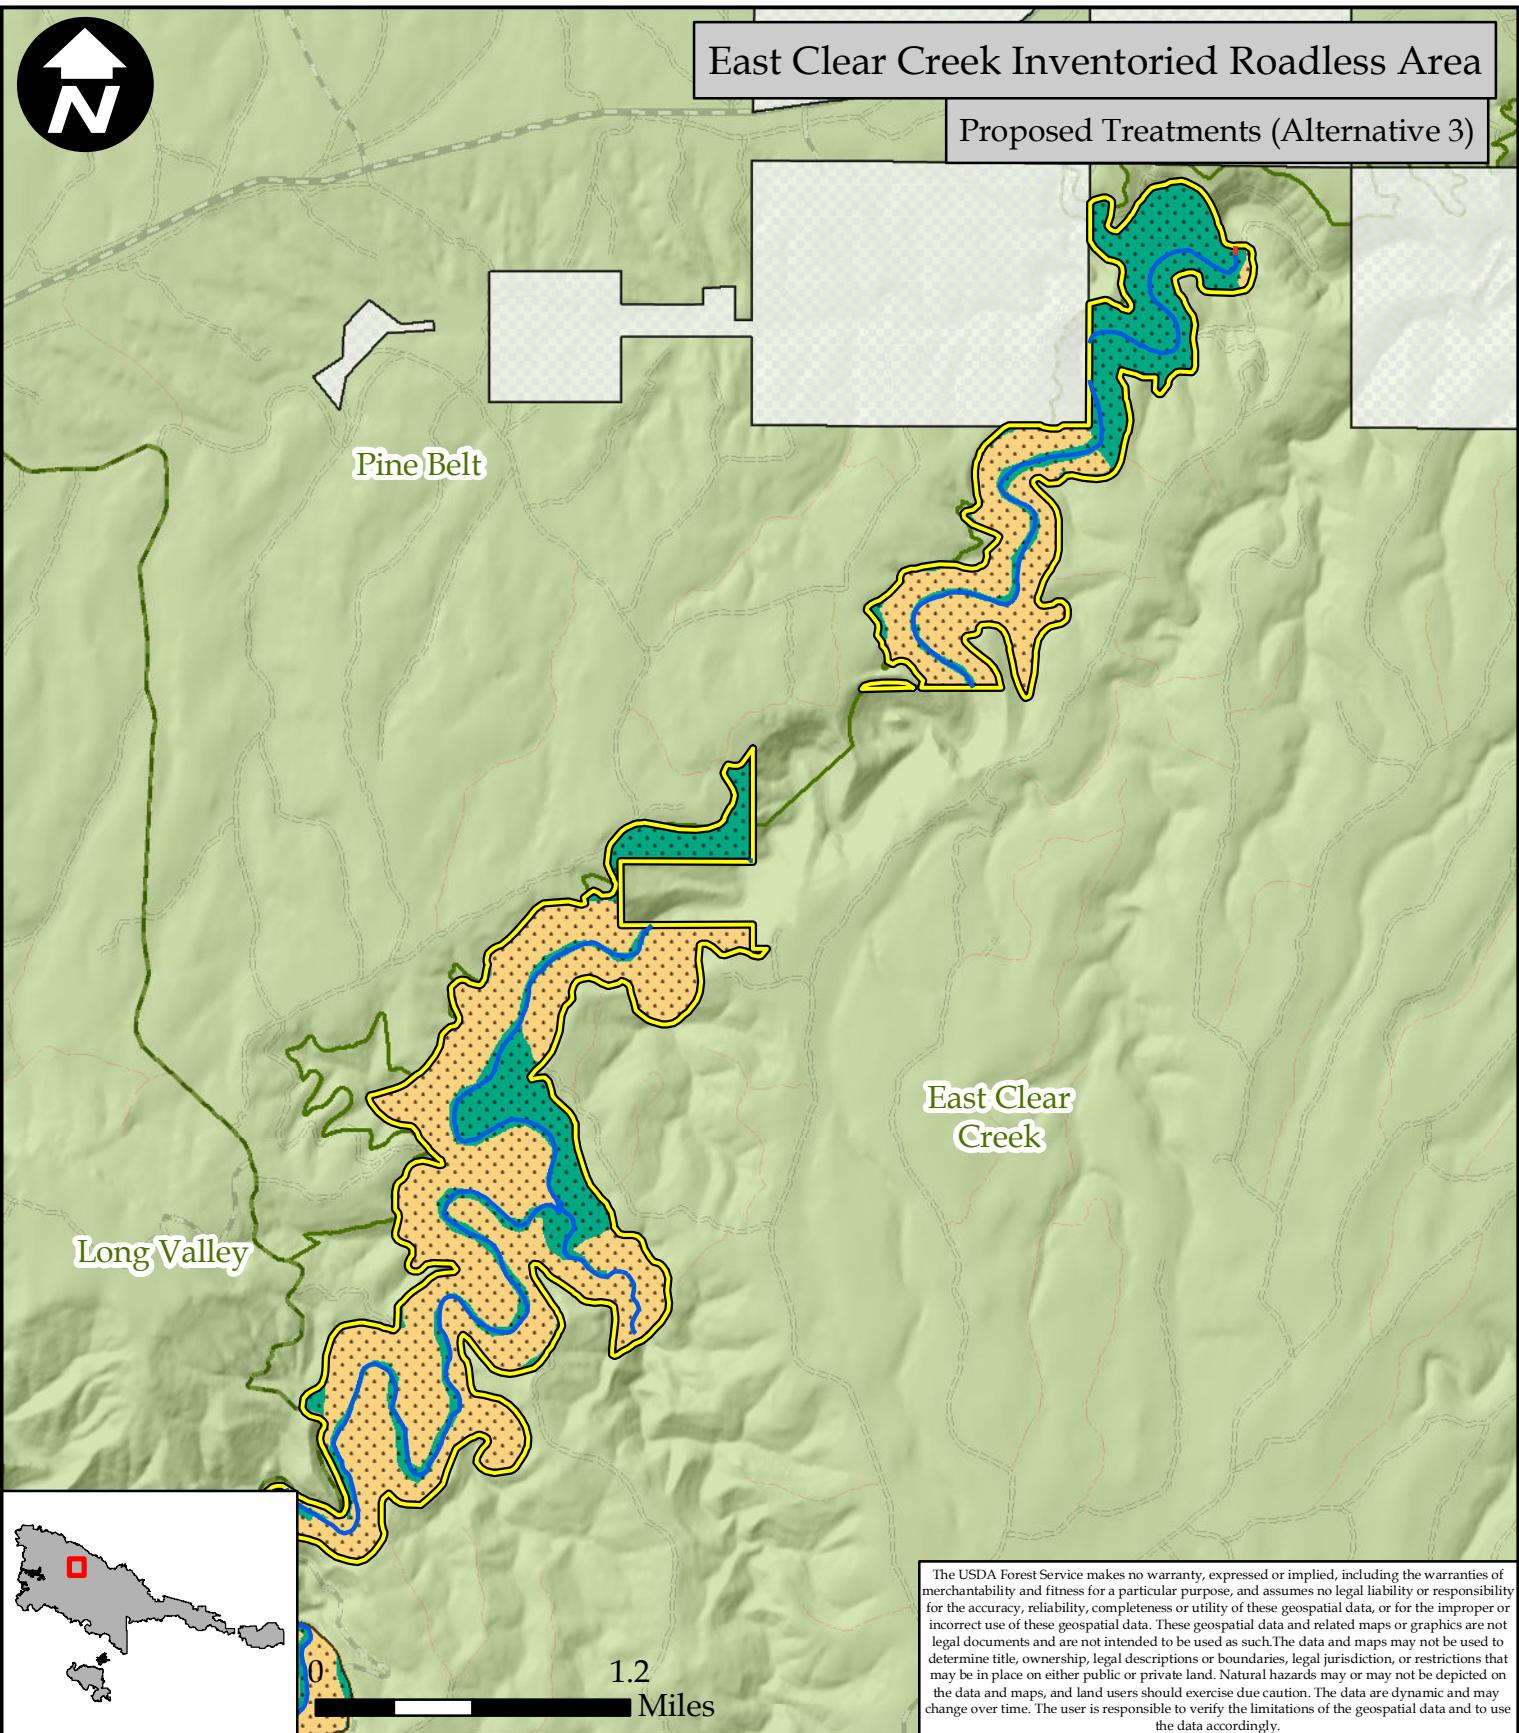 N
East Clear Creek Inventoried Roadless Area
Proposed Treatments (Alternative 3)
Pine Belt
East Clear
Creek
Long Valley
0 1.2
Miles
The USDA Forest Service makes no warranty, expressed or implied, including the warranties of
merchantability and fitness for a particular purpose, and assumes no legal liability or responsibility
for the accuracy, reliability, completeness or utility of these geospatial data, or for the improper or
incorrect use of these geospatial data. These geospatial data and related maps or graphics are not
legal documents and are not intended to be used as such.The data and maps may not be used to
determine title, ownership, legal descriptions or boundaries, legal jurisdiction, or restrictions that
may be in place on either public or private land. Natural hazards may or may not be depicted on
the data and maps, and land users should exercise due caution. The data are dynamic and may
change over time. The user is responsible to verify the limitations of the geospatial data and to use
the data accordingly.